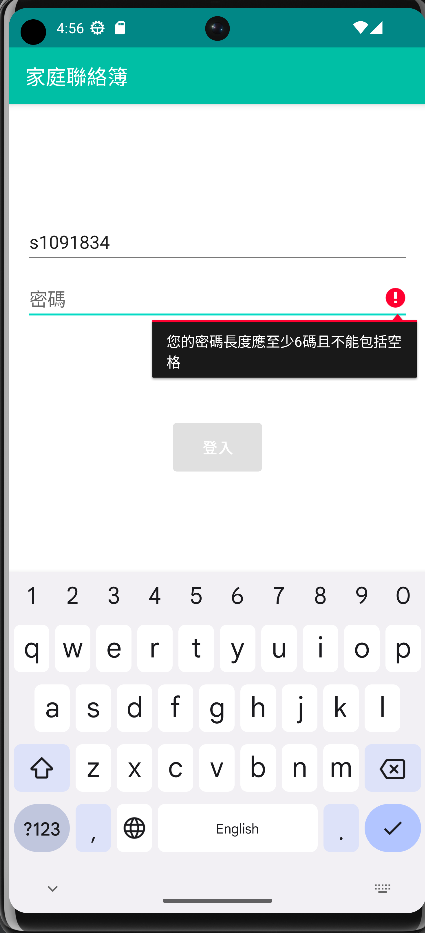 4:56
家庭聯絡簿
s1091834
密碼
您的密碼長度應至少6碼且不能包括空
格
登入
1 2 3 4 5 6 7 8 9 0
q w e r t y u i o p
a s d f g h j k l
z x c v b n m
?123 , English .